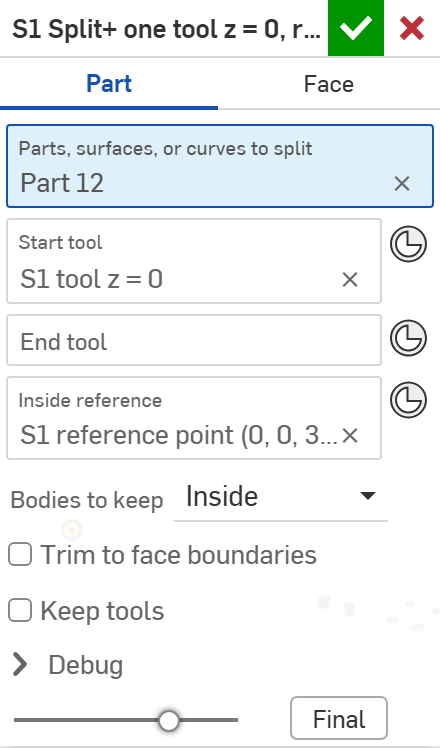 S1 Split+ one tool z = 0, r...
Part Face
Parts, surfaces, or curves to split
Part 12
Start tool
S1 tool z = 0
End tool
Inside reference
S1 reference point (0, 0, 3...
Bodies to keep Inside
Trim to face boundaries
Keep tools
Debug
Final